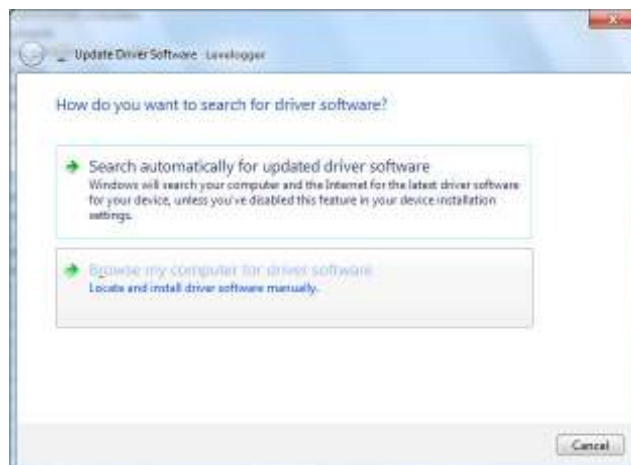 Update Driver Software - Levelogger
How do you want to search for driver software?
Search automatically for updated driver software
Windows will search your computer and the Internet for the latest driver software
for your device, unless you've disabled this feature in your device installation
settings.
Browse my computer for driver software
Locate and install driver software manually.
Cancel